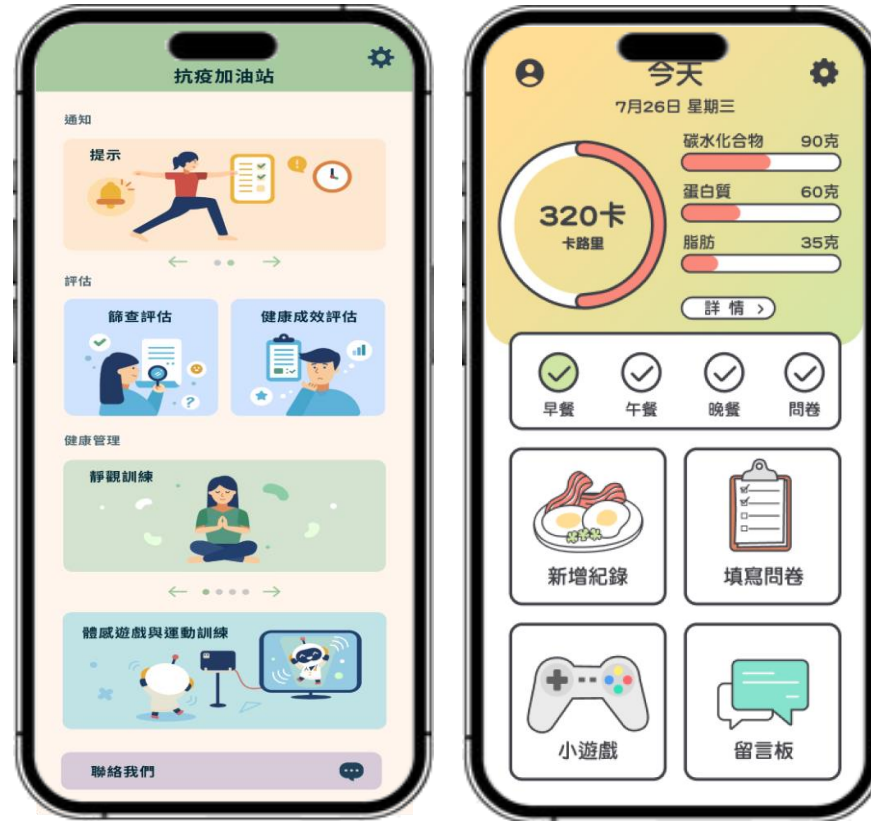 抗疫加油站
通知
提示
評估
篩查評估
健康成效評估
健康管理
靜觀訓練
體感遊戲與運動訓練
聯絡我們
今天
7月26日 星期三
320卡
卡路里
碳水化合物 90克
蛋白質 60克
脂肪 35克
詳情 >
早餐 午餐 晚餐 問卷
新增紀錄
填寫問卷
小遊戲
留言板